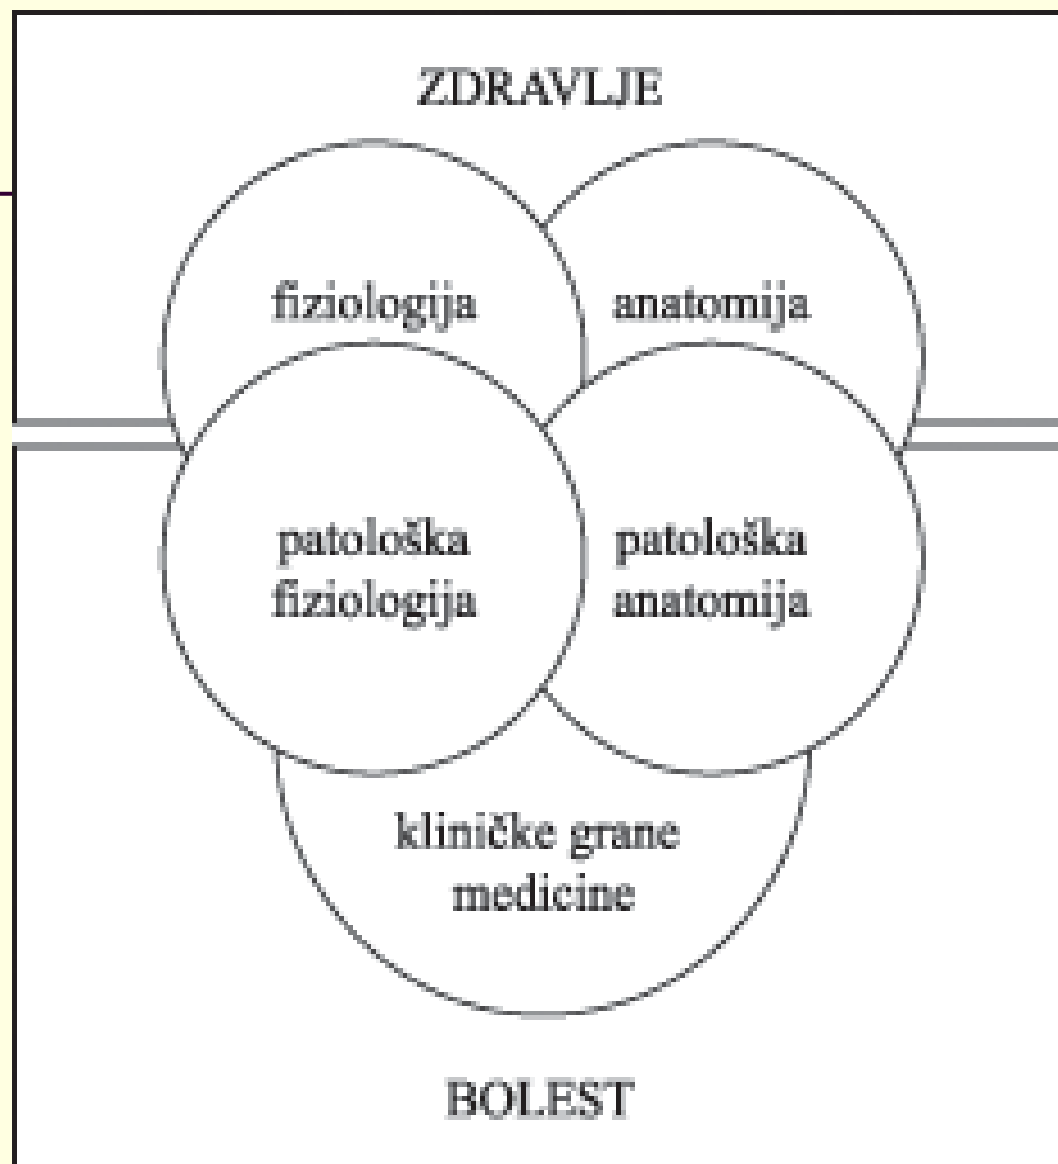 ZDRAVLJE
fiziologija
anatomija
patološka
fiziologija
patološka
anatomija
kliničke grane
medicine
BOLEST